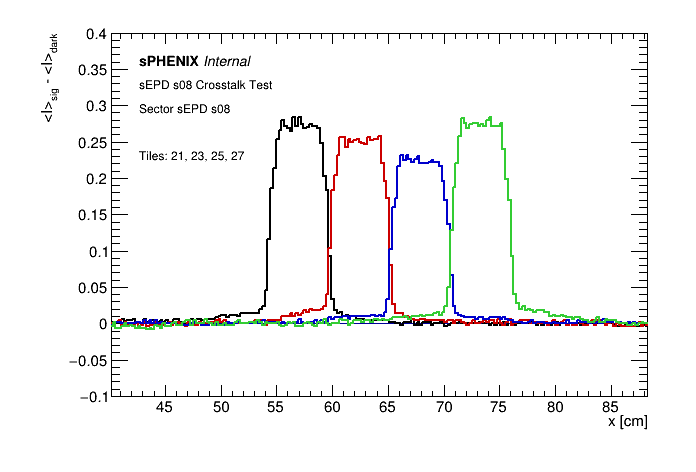 <I>sig - <I>dark
0.4
0.35
0.3
0.25
0.2
0.15
0.1
0.05
0
−0.05
−0.1
sPHENIX Internal
sEPD s08 Crosstalk Test
Sector sEPD s08
Tiles: 21, 23, 25, 27
45 50 55 60 65 70 75 80 85
x [cm]